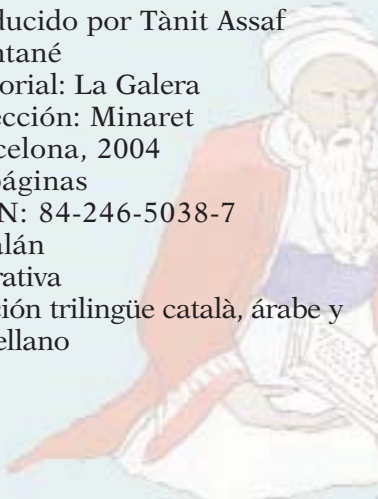 ducido por Tànit Assaf
ntané
orial: La Galera
ección: Minaret
celona, 2004
páginas
N: 84-246-5038-7
alán
rativa
ción trilingüe català, árabe y
ellano